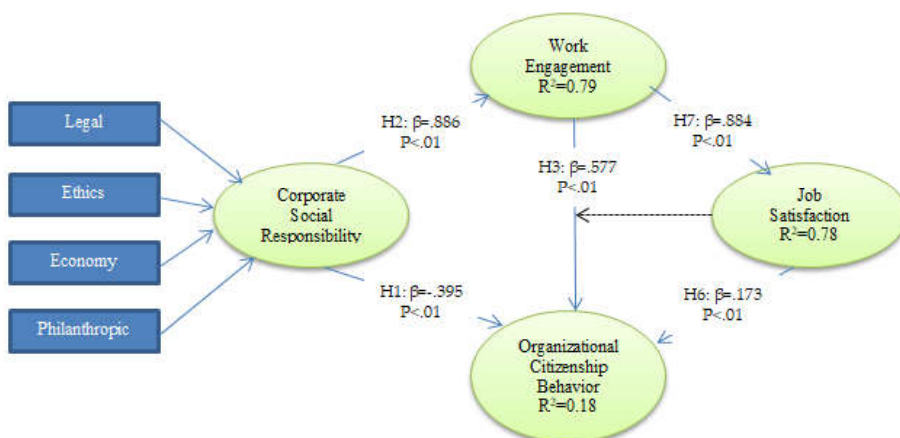 Work
Engagement
R²=0.79
Legal
H2: β=.886
P<.01
H7: β=.884
P<.01
H3: β=.577
P<.01
Ethics
Corporate
Social
Responsibility
Job
Satisfaction
R²=0.78
Economy
H1: β=-.395
P<.01
H6: β=.173
P<.01
Philanthropic
Organizational
Citizenship
Behavior
R²=0.18